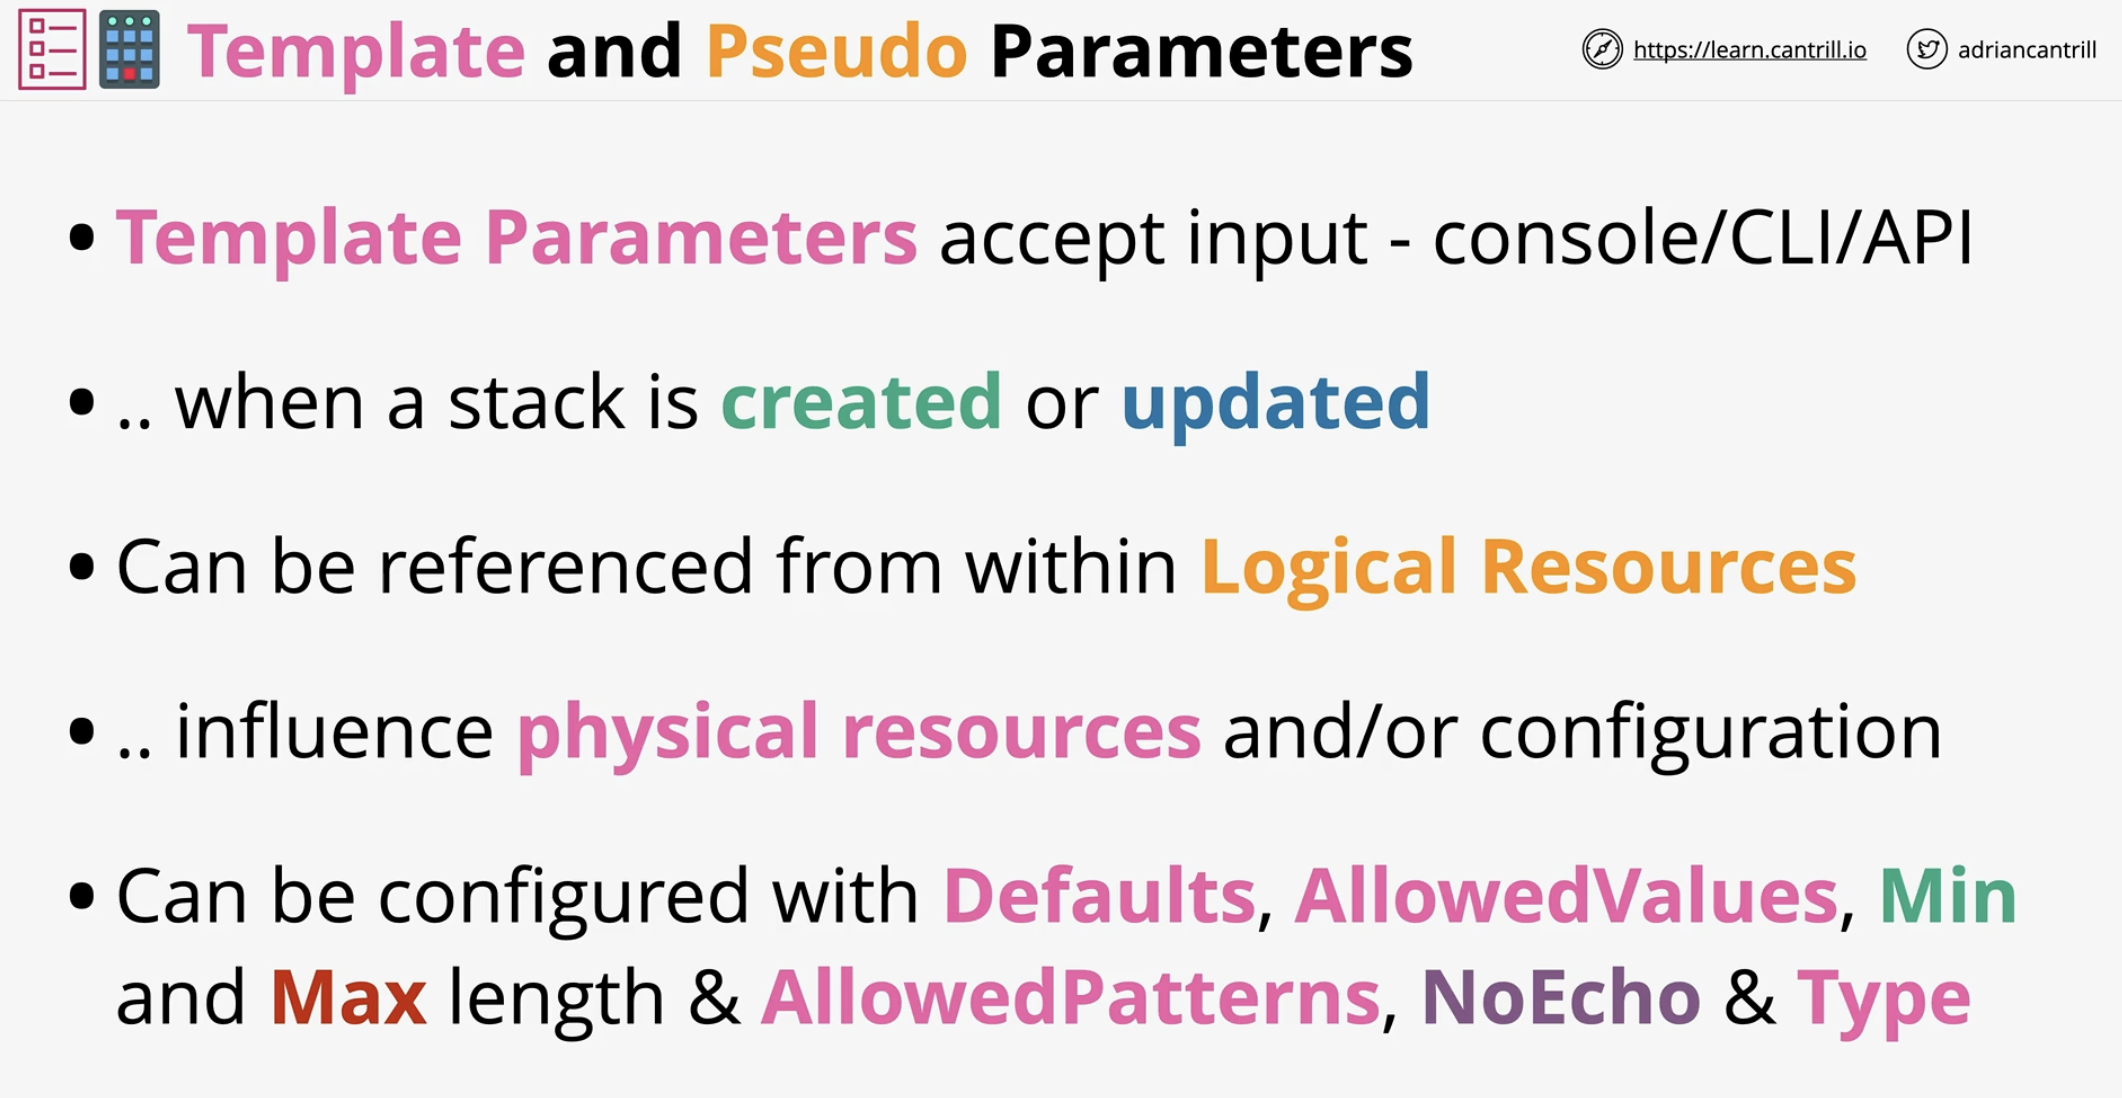 Template and Pseudo Parameters
https://learn.cantrill.io
adriancantrill
• Template Parameters accept input - console/CLI/API
• .. when a stack is created or updated
• Can be referenced from within Logical Resources
• .. influence physical resources and/or configuration
• Can be configured with Defaults, AllowedValues, Min
and Max length & AllowedPatterns, NoEcho & Type